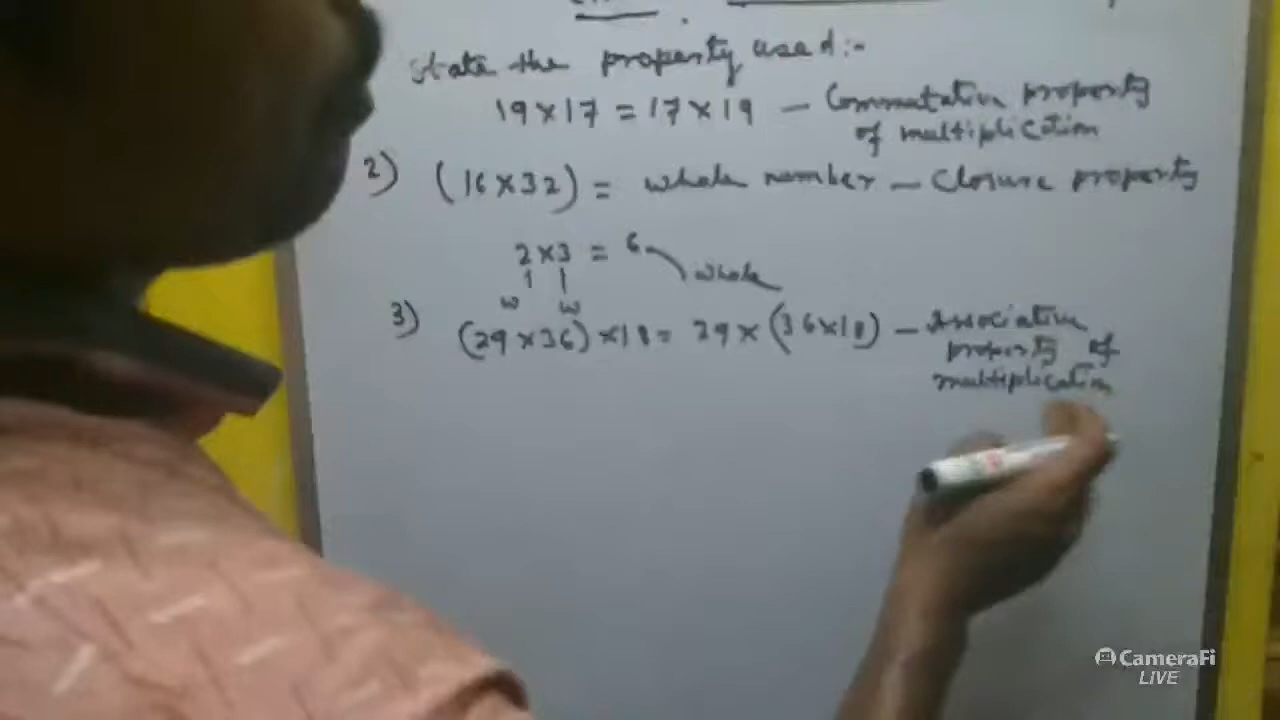 State the property used:-
19×17 = 17×19 - Commutative property
of multiplication
2) (16×32) = whole number - Closure property
2×3 = 6 whole
w w
3) (29×36)×18 = 29×(36×18) - Associative
property of
multiplication
CameraFi
LIVE